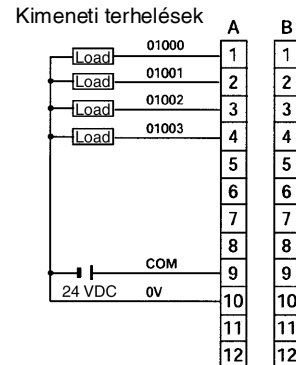 Kimeneti terhelések
A B
Load 01000 1 1
Load 01001 2 2
Load 01002 3 3
Load 01003 4 4
5 5
6 6
7 7
8 8
COM 9 9
24 VDC 0V 10 10
11 11
12 12